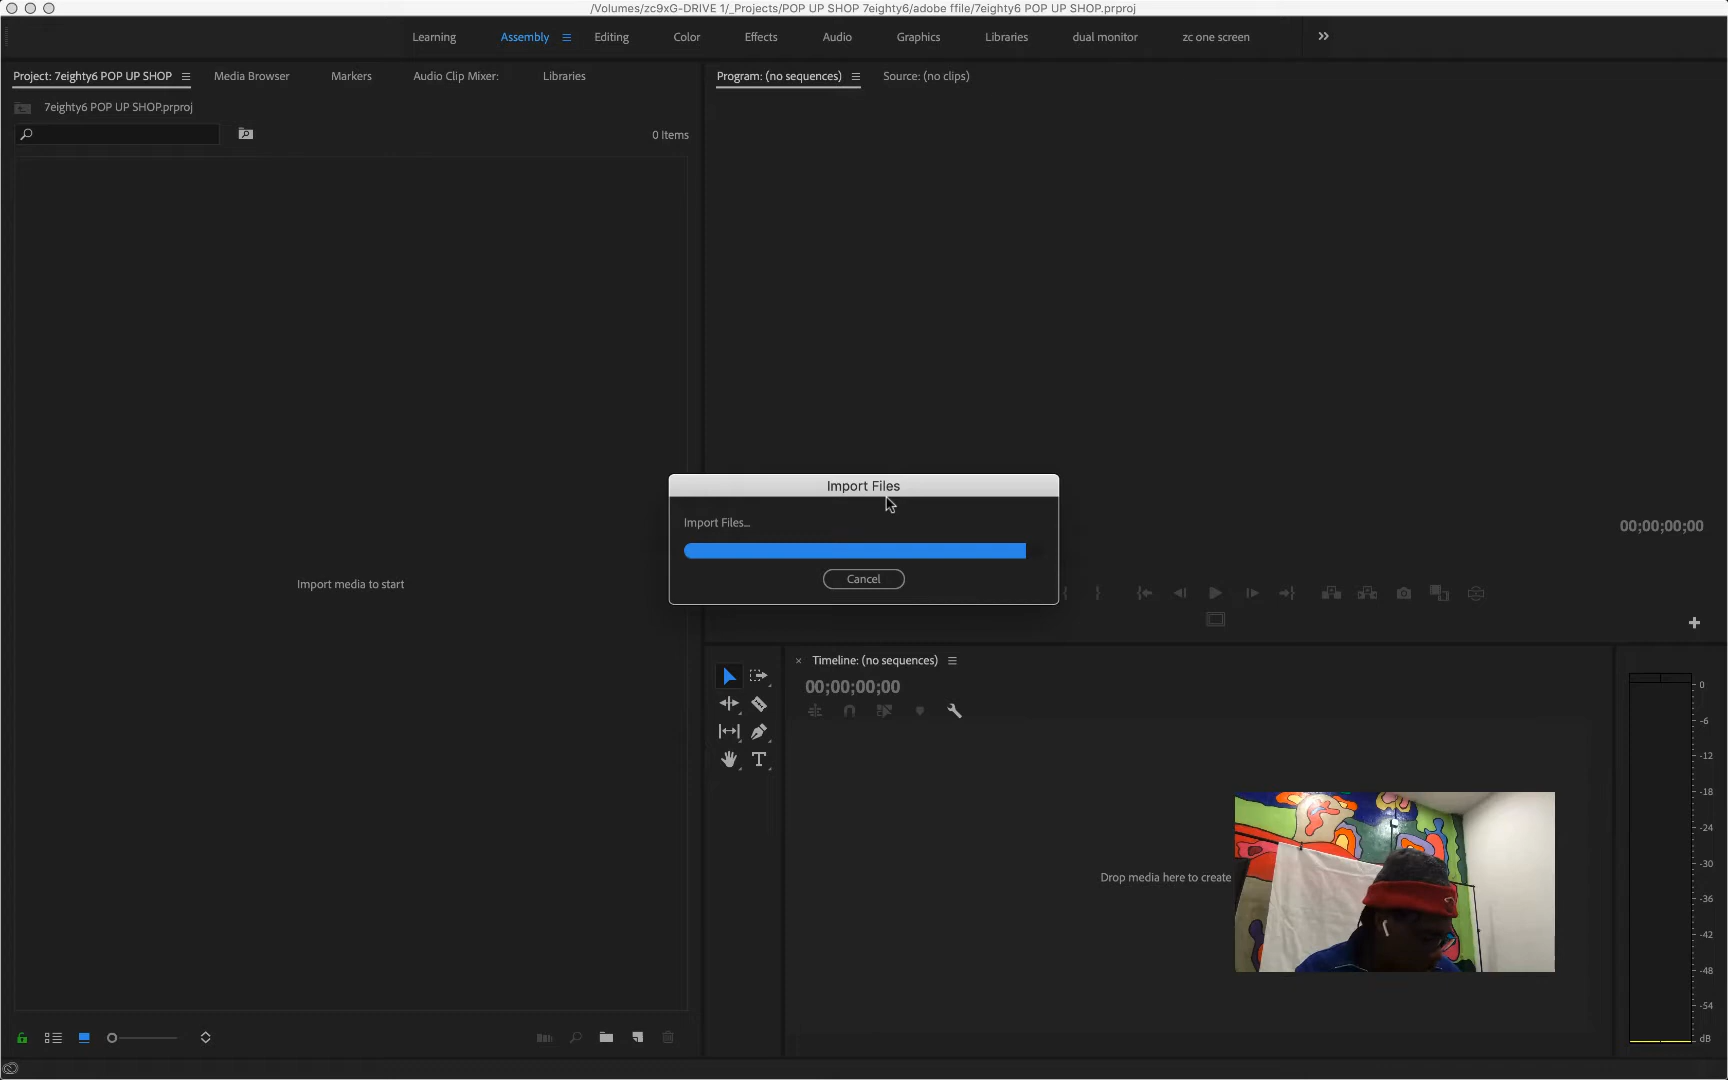 /Volumes/zc9xG-DRIVE 1/_Projects/POP UP SHOP 7eighty6/adobe ffile/7eighty6 POP UP SHOP.prproj
Learning Assembly Editing Color Effects Audio Graphics Libraries dual monitor zc one screen
Project: 7eighty6 POP UP SHOP Media Browser Markers Audio Clip Mixer: Libraries
Program: (no sequences) Source: (no clips)
7eighty6 POP UP SHOP.prproj
0 Items
Import Files
Import Files...
Cancel
Import media to start
00;00;00;00
Timeline: (no sequences)
00;00;00;00
Drop media here to create
0
-6
-12
-18
-24
-30
-36
-42
-48
-54
dB